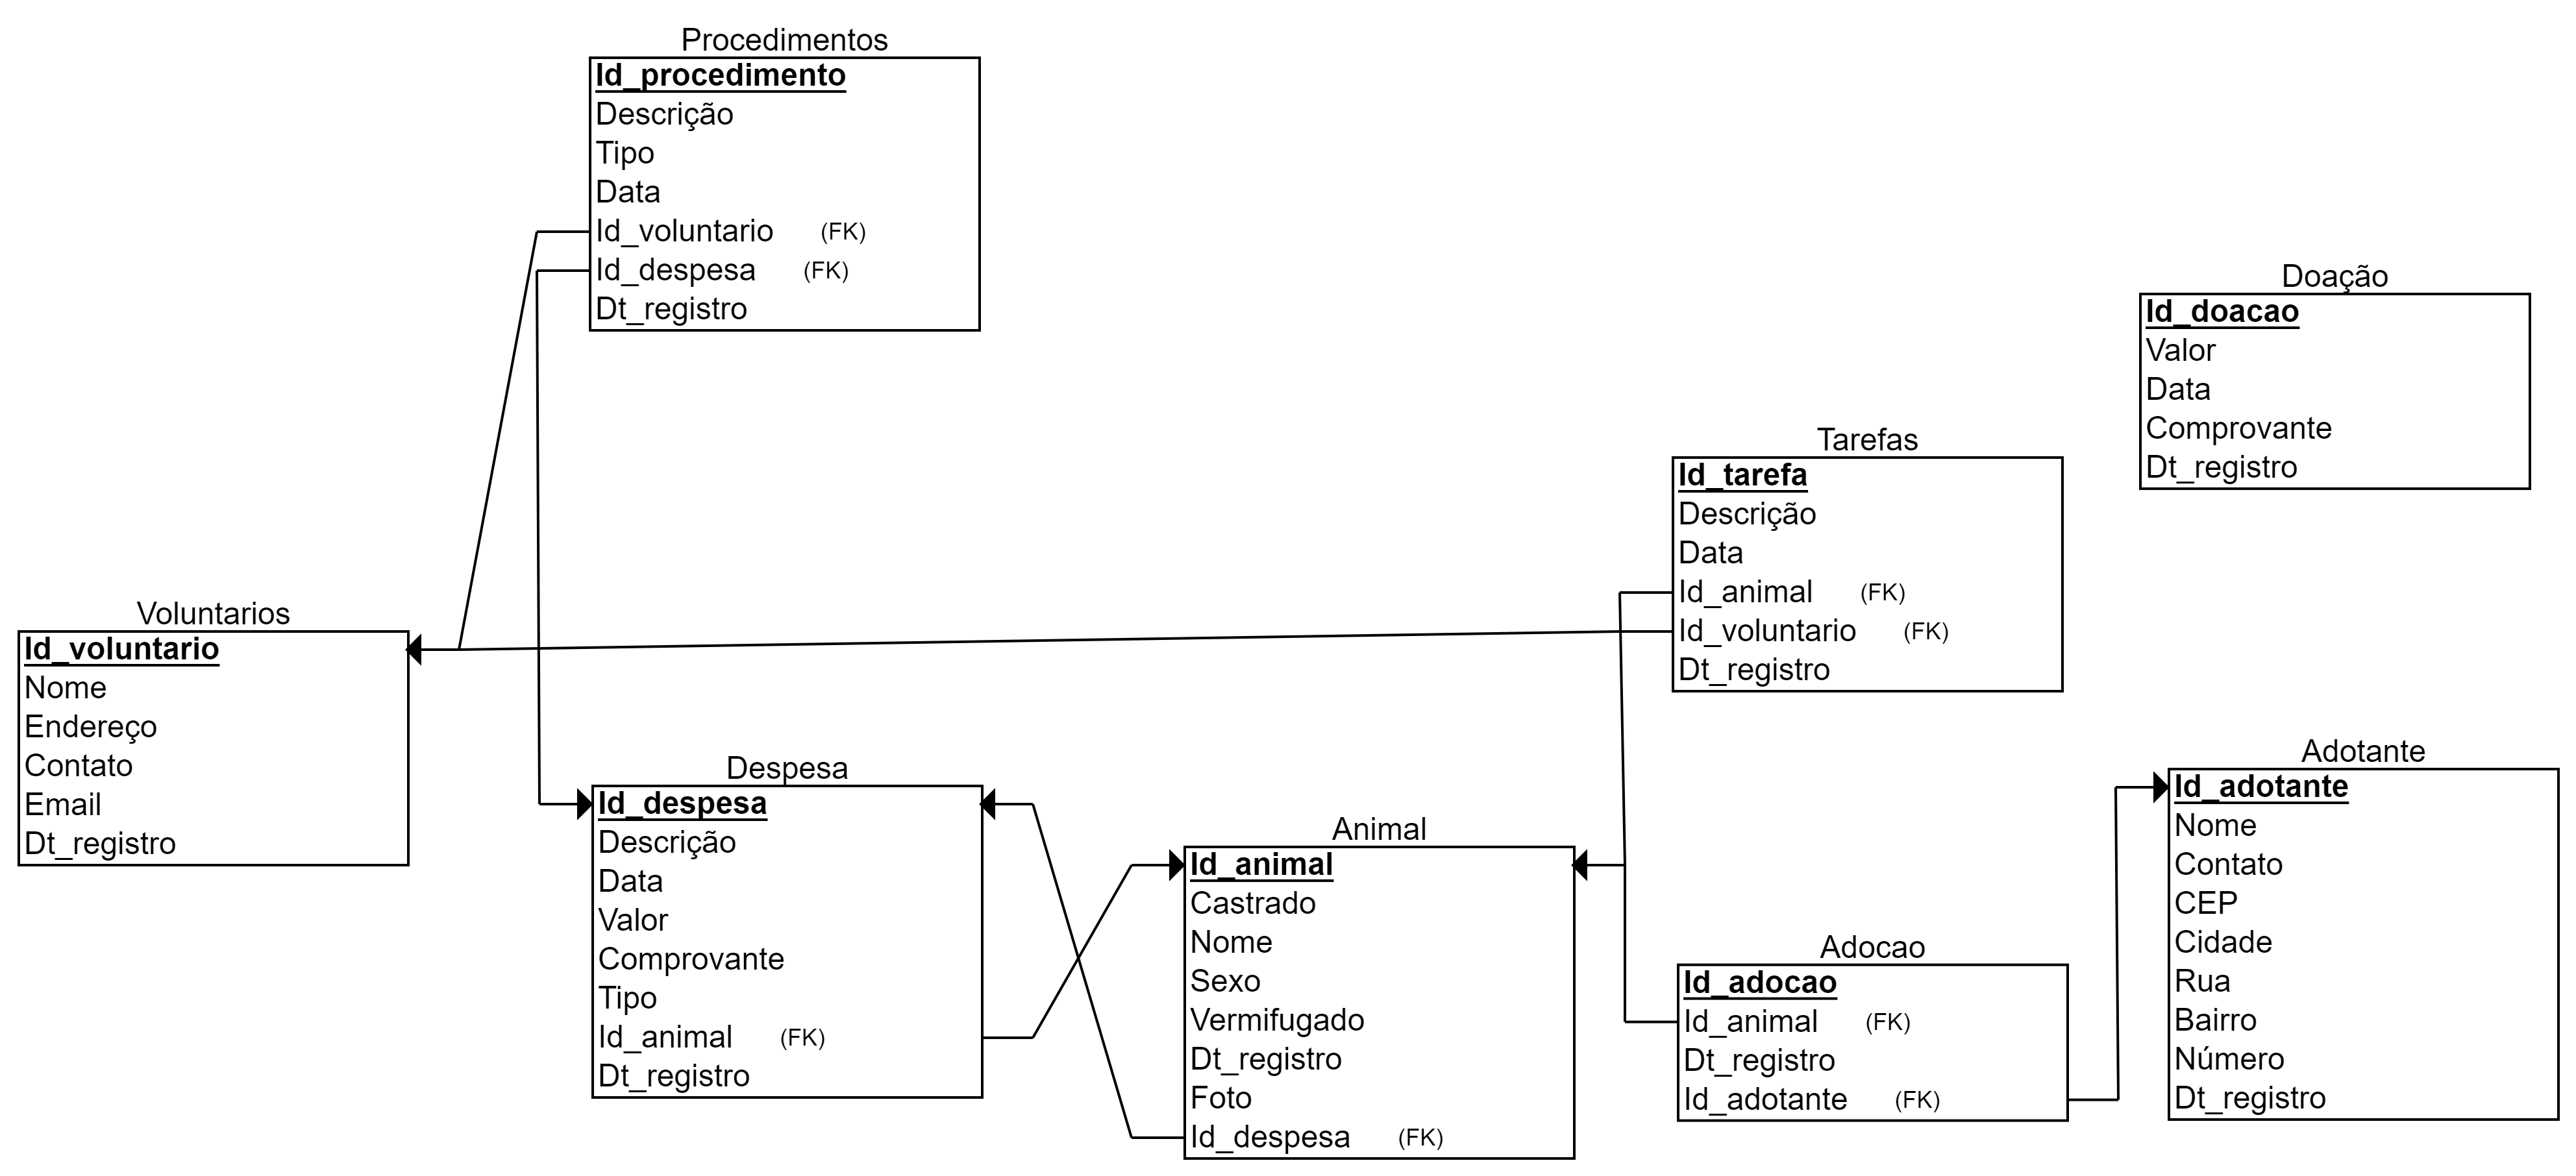 Procedimentos
Id_procedimento
Descrição
Tipo
Data
Id_voluntario (FK)
Id_despesa (FK)
Dt_registro
Doação
Id_doacao
Valor
Data
Comprovante
Dt_registro
Tarefas
Id_tarefa
Descrição
Data
Id_animal (FK)
Id_voluntario (FK)
Dt_registro
Voluntarios
Id_voluntario
Nome
Endereço
Contato
Email
Dt_registro
Despesa
Id_despesa
Descrição
Data
Valor
Comprovante
Tipo
Id_animal (FK)
Dt_registro
Animal
Id_animal
Castrado
Nome
Sexo
Vermifugado
Dt_registro
Foto
Id_despesa (FK)
Adocao
Id_adocao
Id_animal (FK)
Dt_registro
Id_adotante (FK)
Adotante
Id_adotante
Nome
Contato
CEP
Cidade
Rua
Bairro
Número
Dt_registro